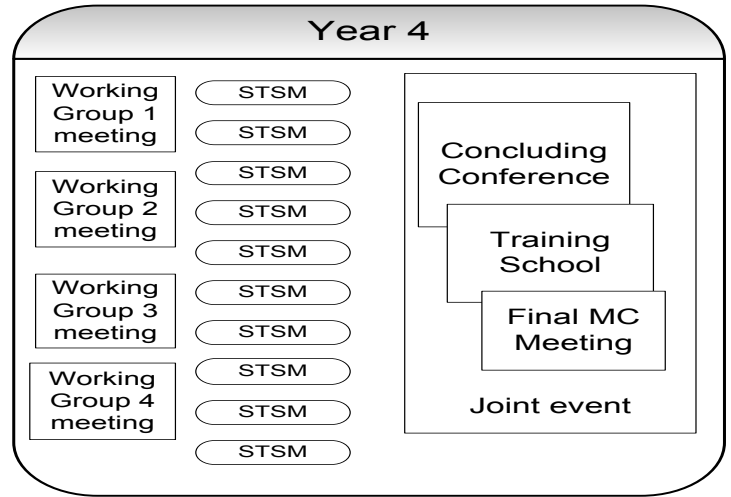 Year 4
Working
Group 1
meeting
Working
Group 2
meeting
Working
Group 3
meeting
Working
Group 4
meeting
STSM
STSM
STSM
STSM
STSM
STSM
STSM
STSM
STSM
STSM
Concluding
Conference
Training
School
Final MC
Meeting
Joint event